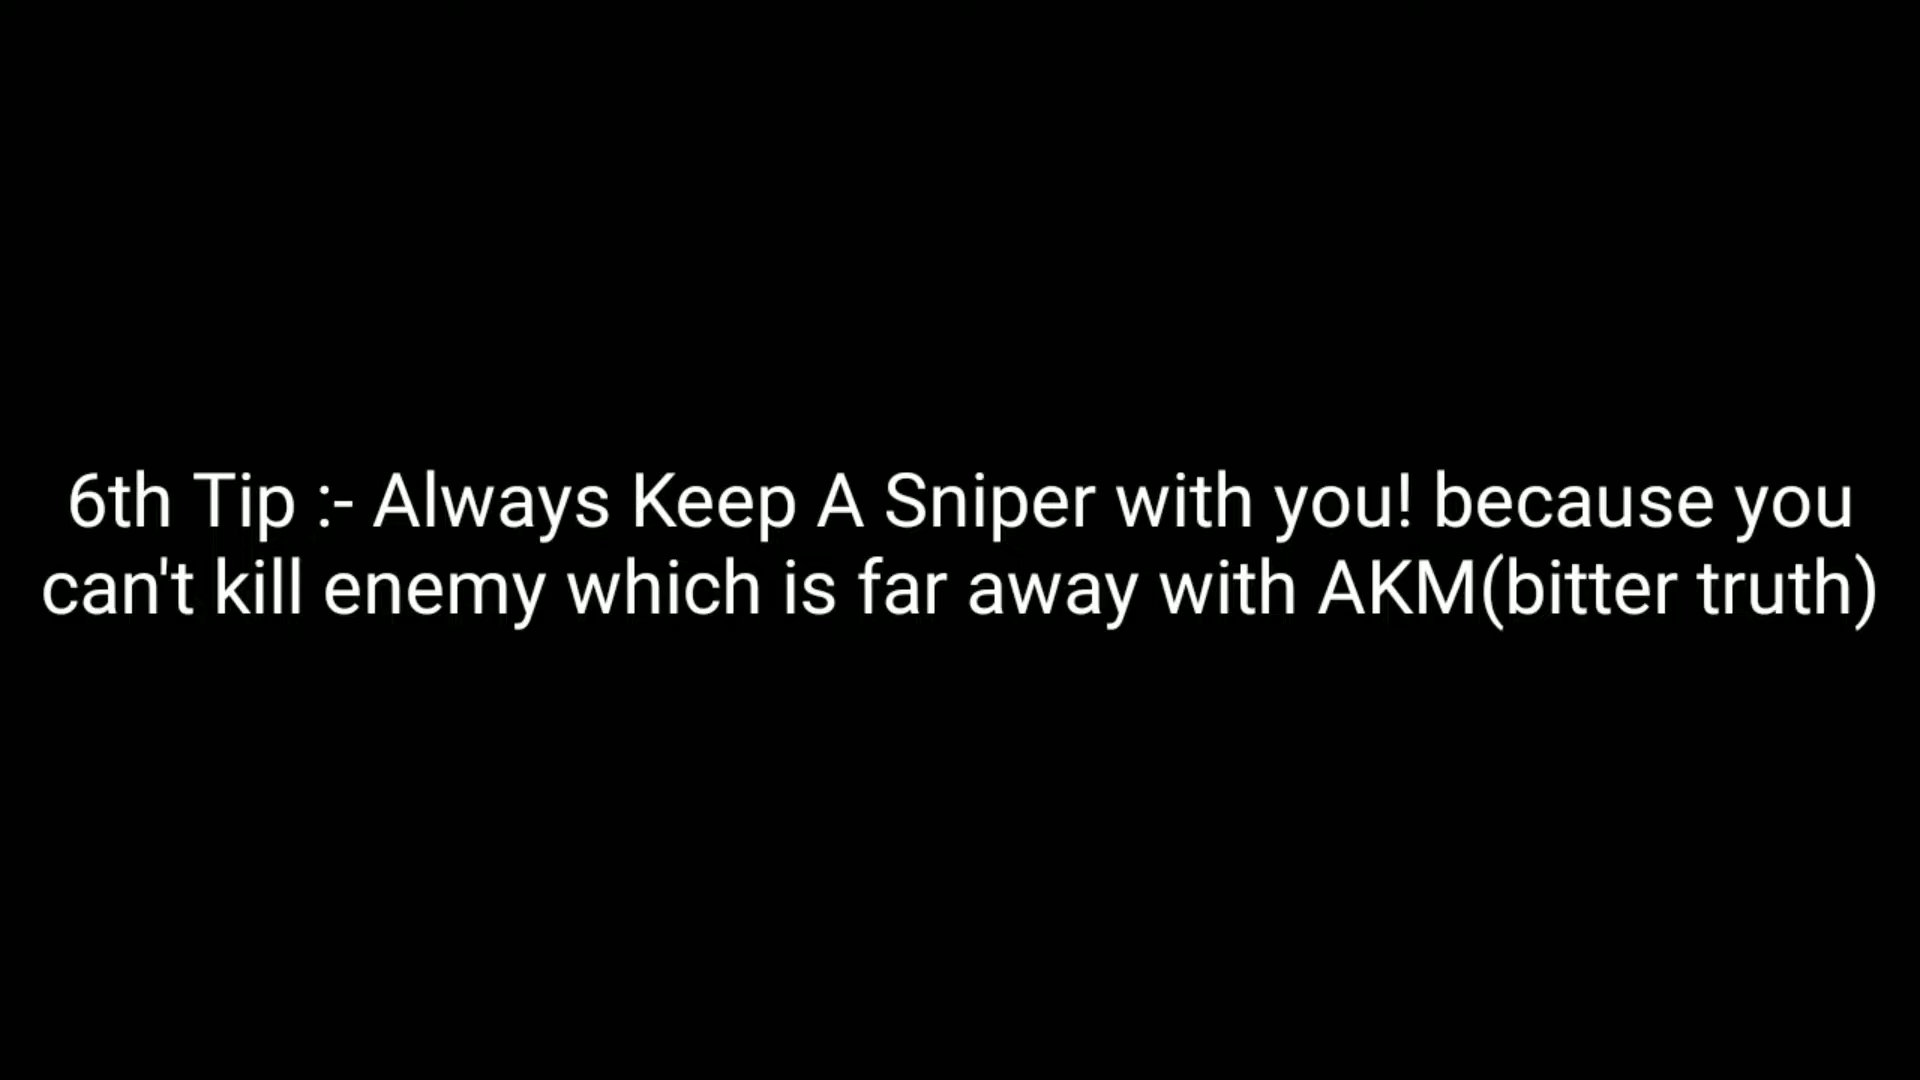 6th Tip :- Always Keep A Sniper with you! because you
can't kill enemy which is far away with AKM(bitter truth)